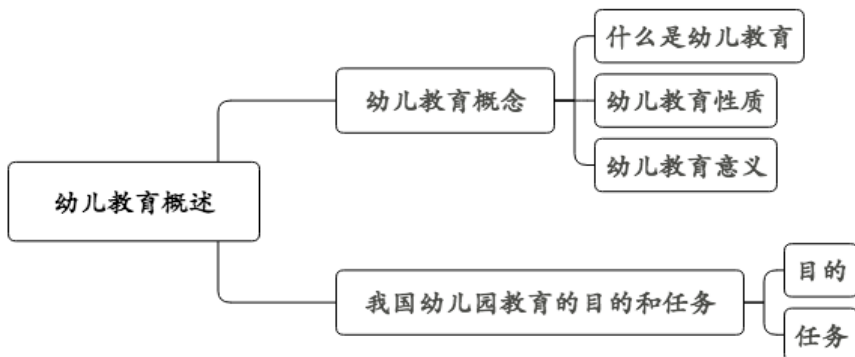 幼儿教育概述
幼儿教育概念
什么是幼儿教育
幼儿教育性质
幼儿教育意义
我国幼儿园教育的目的和任务
目的
任务